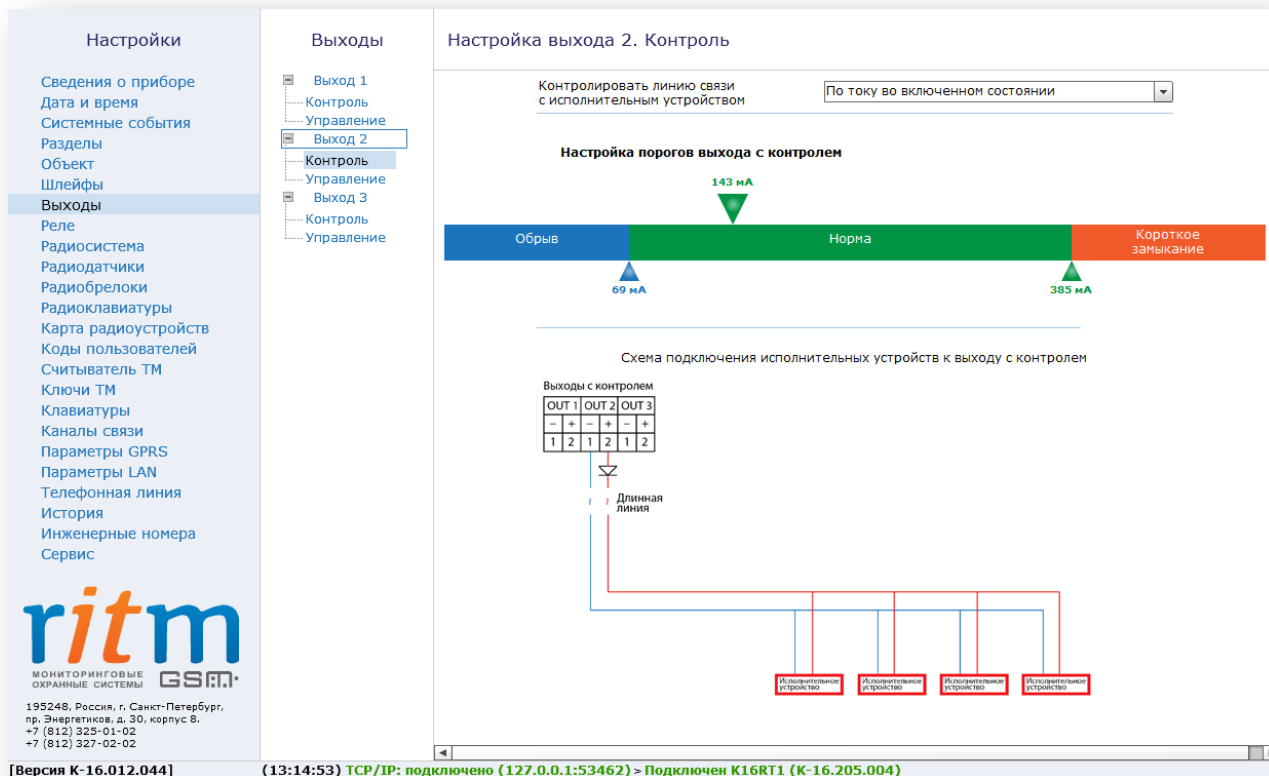 Настройки
Сведения о приборе
Дата и время
Системные события
Разделы
Объект
Шлейфы
Выходы
Реле
Радиосистема
Радиодатчики
Радиобрелоки
Радиоклавиатуры
Карта радиоустройств
Коды пользователей
Считыватель ТМ
Ключи ТМ
Клавиатуры
Каналы связи
Параметры GPRS
Параметры LAN
Телефонная линия
История
Инженерные номера
Сервис
ritm
МОНИТОРИНГОВЫЕ
ОХРАННЫЕ СИСТЕМЫ
GSM
195248, Россия, г. Санкт-Петербург,
пр. Энергетиков, д. 30, корпус 8.
+7 (812) 325-01-02
+7 (812) 327-02-02
Выходы
Выход 1
Контроль
Управление
Выход 2
Контроль
Управление
Выход 3
Контроль
Управление
Настройка выхода 2. Контроль
Контролировать линию связи
с исполнительным устройством
По току во включенном состоянии
Настройка порогов выхода с контролем
143 мА
Обрыв
Норма
Короткое
замыкание
69 мА
385 мА
Схема подключения исполнительных устройств к выходу с контролем
Выходы с контролем
OUT 1 OUT 2 OUT 3
– + – + – +
1 2 1 2 1 2
~ ~ Длинная
линия
Исполнительное
устройство
Исполнительное
устройство
Исполнительное
устройство
Исполнительное
устройство
[Версия K-16.012.044]
(13:14:53) TCP/IP: подключено (127.0.0.1:53462) > Подключен K16RT1 (K-16.205.004)